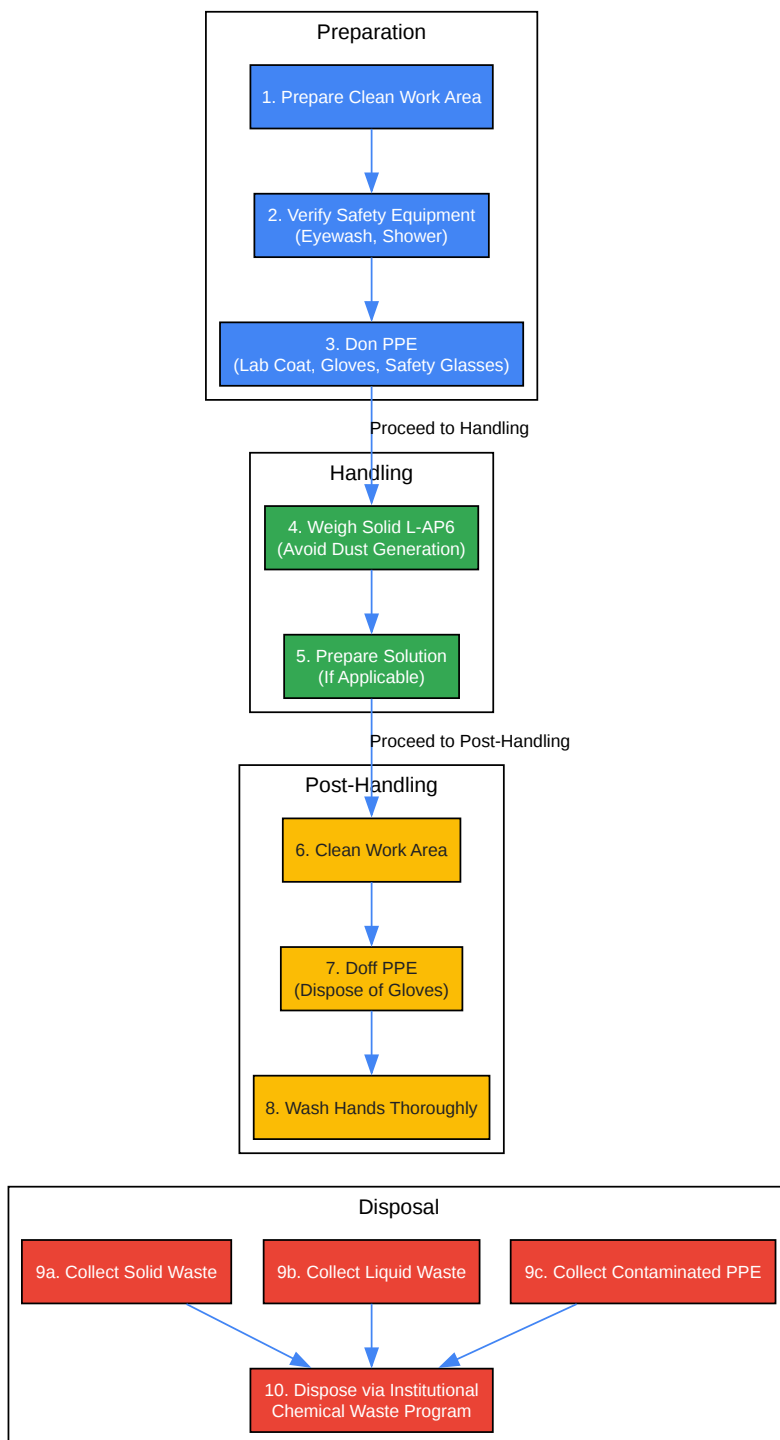 Preparation
1. Prepare Clean Work Area
2. Verify Safety Equipment
(Eyewash, Shower)
3. Don PPE
(Lab Coat, Gloves, Safety Glasses)
Proceed to Handling
Handling
4. Weigh Solid L-AP6
(Avoid Dust Generation)
5. Prepare Solution
(If Applicable)
Proceed to Post-Handling
Post-Handling
6. Clean Work Area
7. Doff PPE
(Dispose of Gloves)
8. Wash Hands Thoroughly
Disposal
9a. Collect Solid Waste
9b. Collect Liquid Waste
9c. Collect Contaminated PPE
10. Dispose via Institutional
Chemical Waste Program